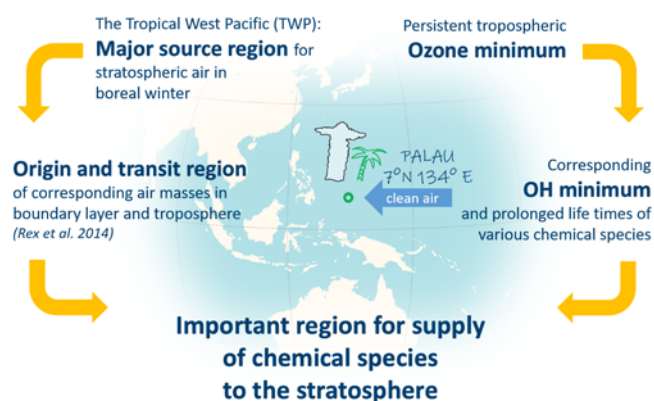 The Tropical West Pacific (TWP):
Major source region for
stratospheric air in
boreal winter
Persistent tropospheric
Ozone minimum
Origin and transit region
of corresponding air masses in
boundary layer and troposphere
(Rex et al. 2014)
PALAU
7°N 134° E
clean air
Corresponding
OH minimum
and prolonged life times of
various chemical species
Important region for supply
of chemical species
to the stratosphere